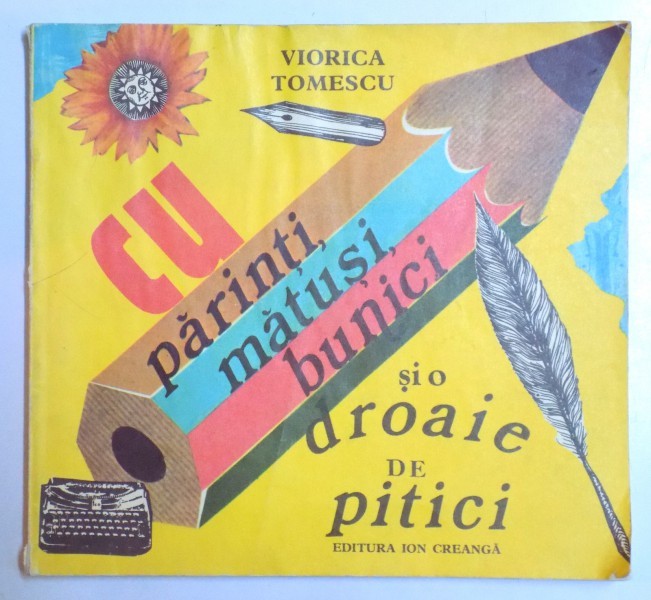 VIORICA
TOMESCU
CU
părinți,
mătuși,
bunici
și o
droaie
DE
pitici
EDITURA ION CREANGĂ